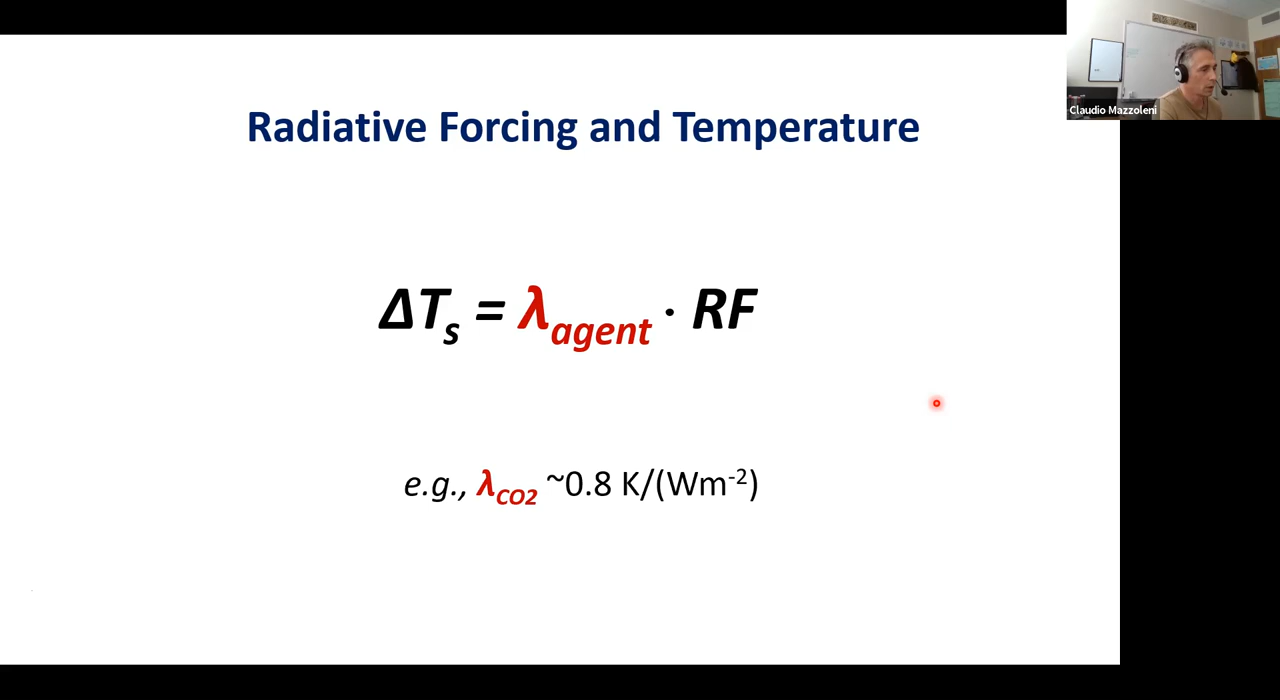 Claudio Mazzoleni
Radiative Forcing and Temperature
ΔTₛ = λagent · RF
e.g., λCO2 ~0.8 K/(Wm⁻²)